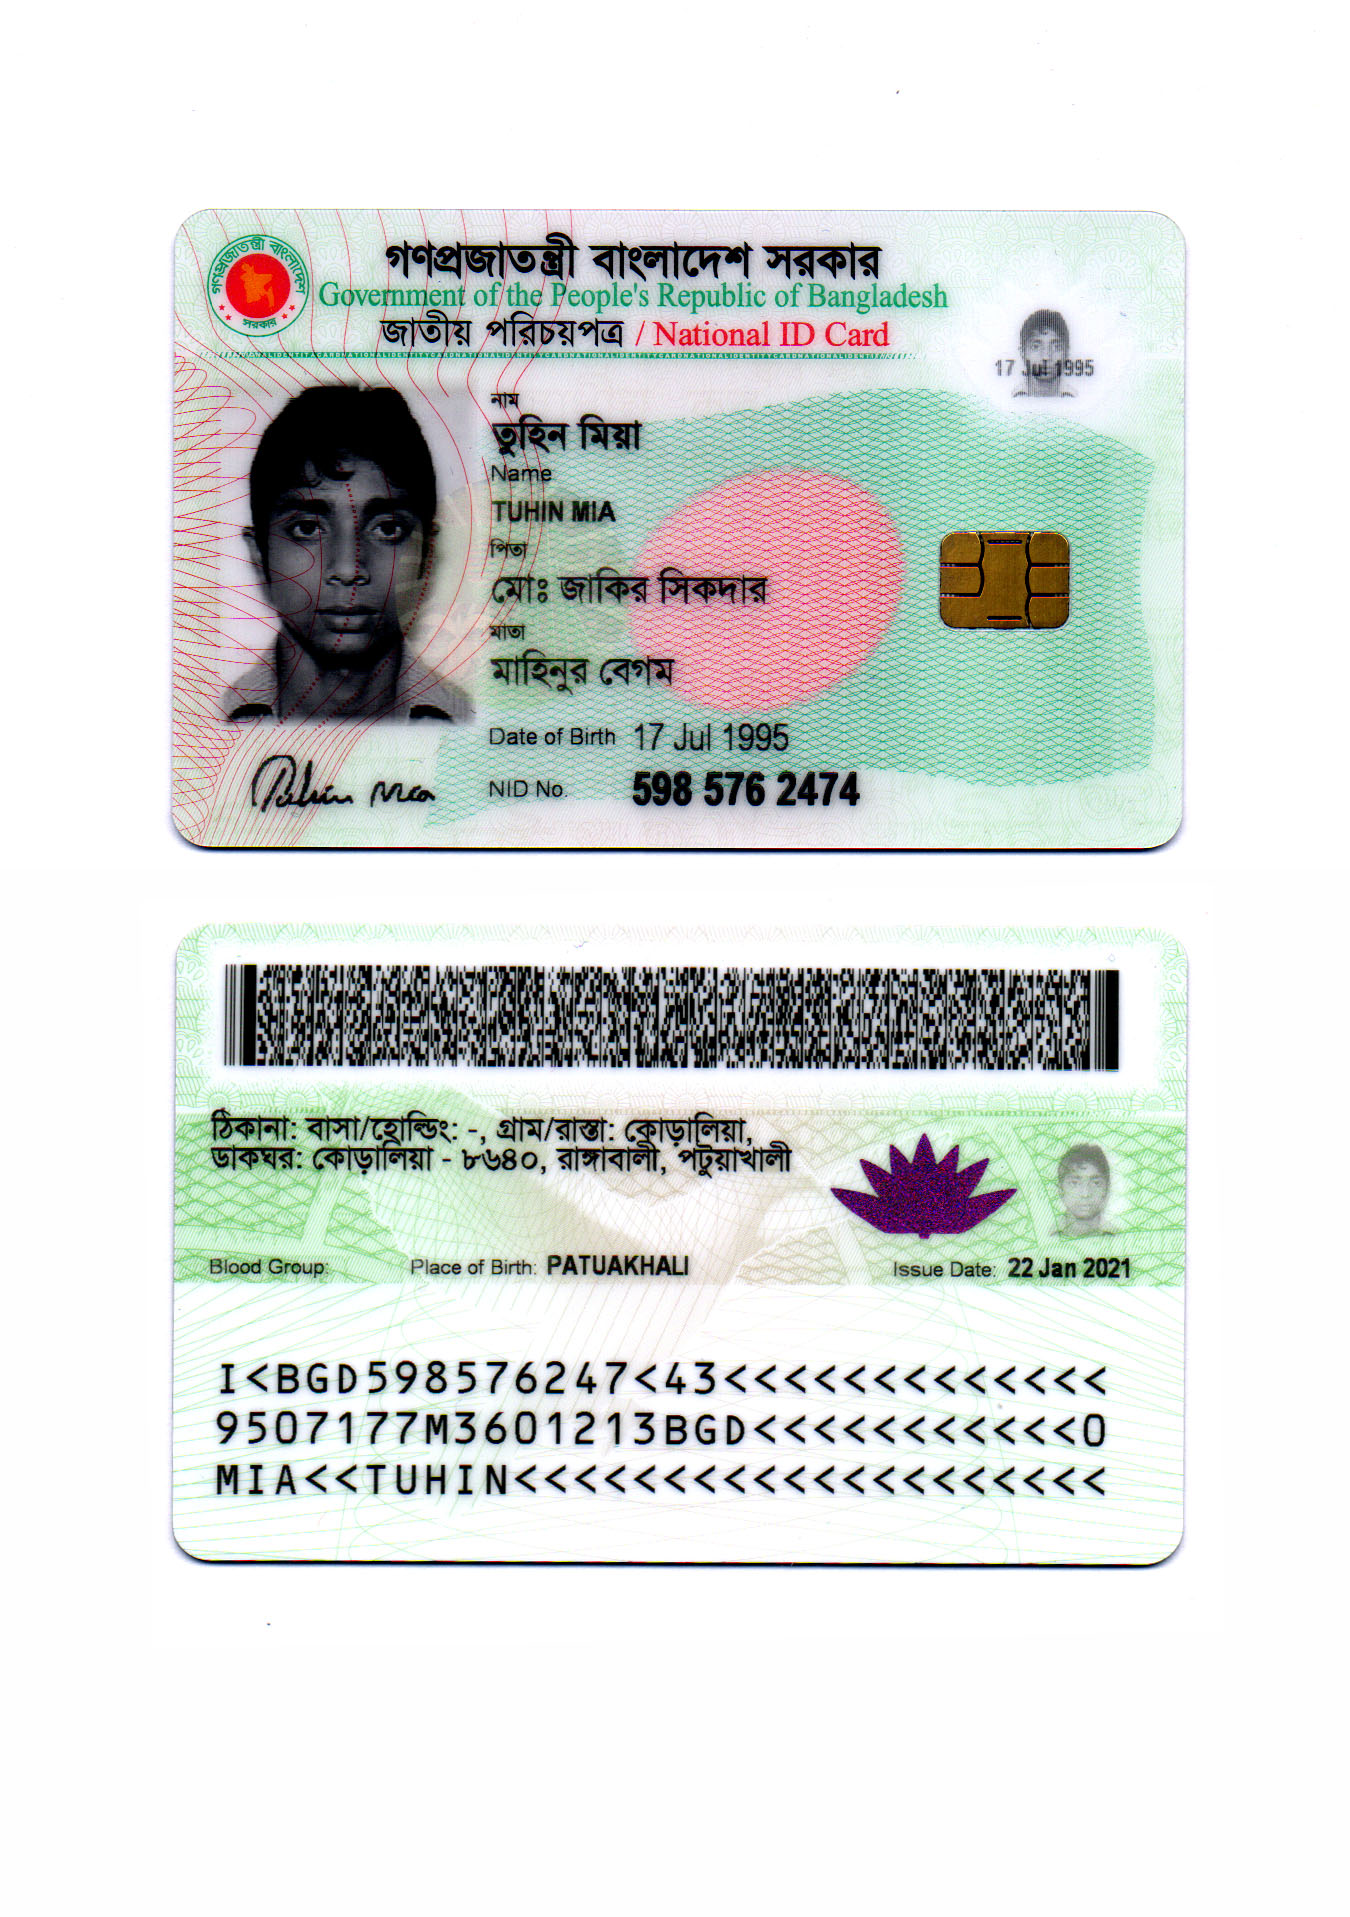 গণপ্রজাতন্ত্রী বাংলাদেশ
সরকার
গণপ্রজাতন্ত্রী বাংলাদেশ সরকার
Government of the People's Republic of Bangladesh
জাতীয় পরিচয়পত্র / National ID Card
17 Jul 1995
নাম
তুহিন মিয়া
Name
TUHIN MIA
পিতা
মোঃ জাকির সিকদার
মাতা
মাহিনুর বেগম
Date of Birth 17 Jul 1995
Tuhin Mia
NID No. 598 576 2474
ঠিকানা: বাসা/হোল্ডিং: -, গ্রাম/রাস্তা: কোড়ালিয়া,
ডাকঘর: কোড়ালিয়া - ৮৬৪০, রাঙ্গাবালী, পটুয়াখালী
Blood Group: Place of Birth: PATUAKHALI Issue Date: 22 Jan 2021
I<BGD598576247<43<<<<<<<<<<<<<
9507177M3601213BGD<<<<<<<<<<<0
MIA<<TUHIN<<<<<<<<<<<<<<<<<<<<